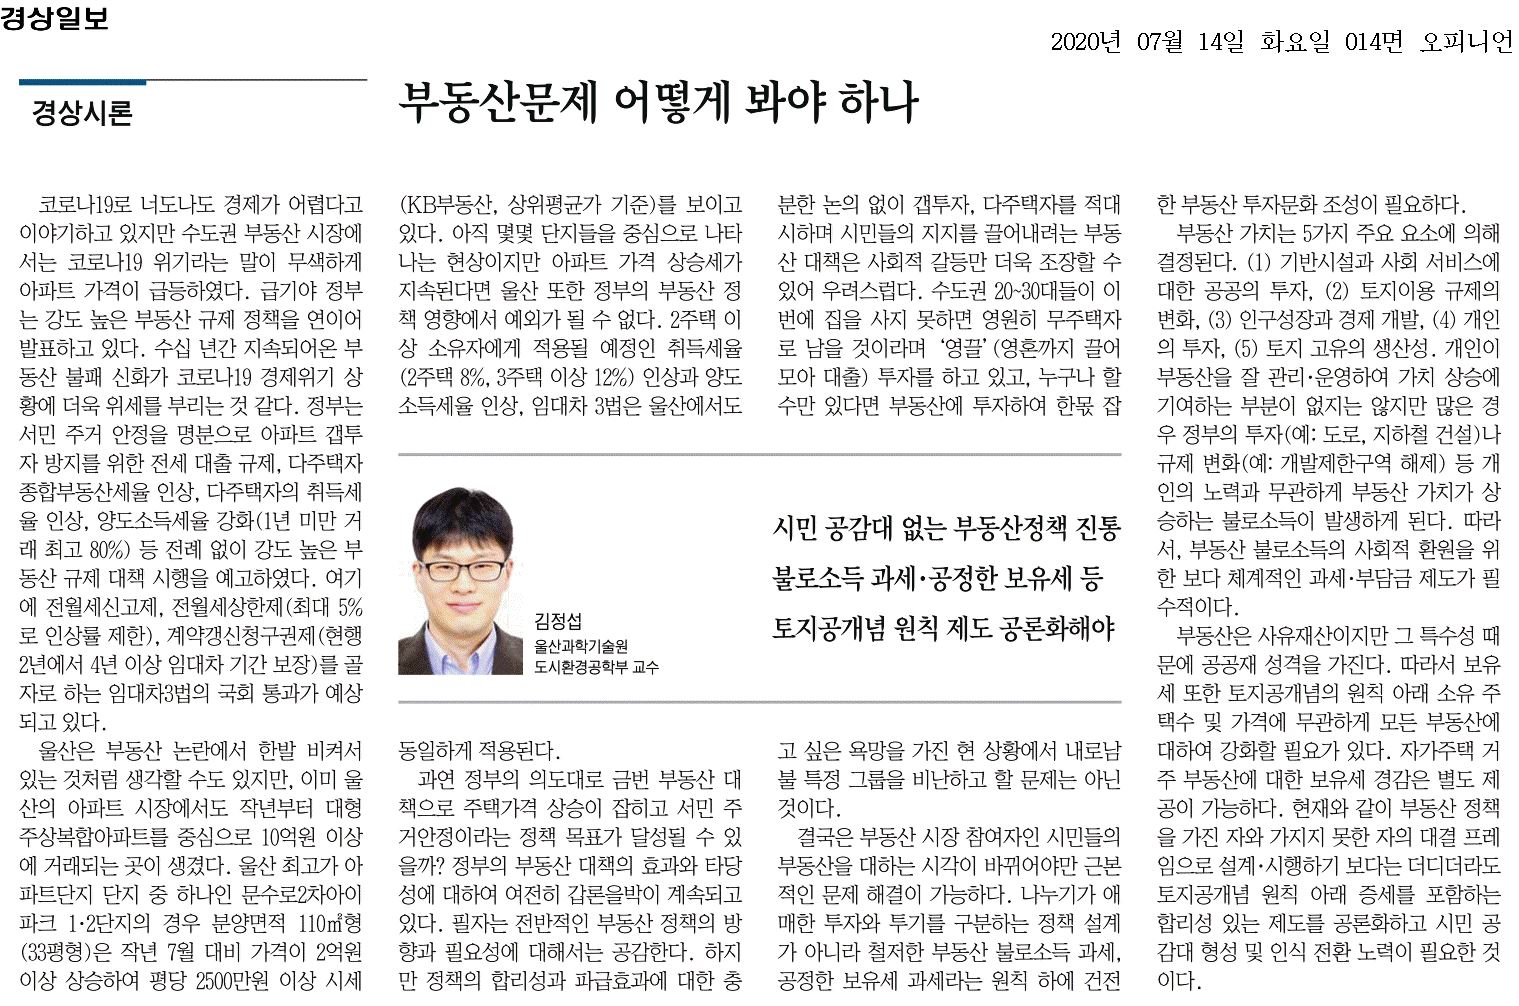 경상일보
2020년 07월 14일 화요일 014면 오피니언
경상시론
부동산문제 어떻게 봐야 하나
코로나19로 너도나도 경제가 어렵다고
이야기하고 있지만 수도권 부동산 시장에
서는 코로나19 위기라는 말이 무색하게
아파트 가격이 급등하였다. 급기야 정부
는 강도 높은 부동산 규제 정책을 연이어
발표하고 있다. 수십 년간 지속되어온 부
동산 불패 신화가 코로나19 경제위기 상
황에 더욱 위세를 부리는 것 같다. 정부는
서민 주거 안정을 명분으로 아파트 갭투
자 방지를 위한 전세 대출 규제, 다주택자
종합부동산세율 인상, 다주택자의 취득세
율 인상, 양도소득세율 강화(1년 미만 거
래 최고 80%) 등 전례 없이 강도 높은 부
동산 규제 대책 시행을 예고하였다. 여기
에 전월세신고제, 전월세상한제(최대 5%
로 인상률 제한), 계약갱신청구권제(현행
2년에서 4년 이상 임대차 기간 보장)를 골
자로 하는 임대차3법의 국회 통과가 예상
되고 있다.
울산은 부동산 논란에서 한발 비켜서
있는 것처럼 생각할 수도 있지만, 이미 울
산의 아파트 시장에서도 작년부터 대형
주상복합아파트를 중심으로 10억원 이상
에 거래되는 곳이 생겼다. 울산 최고가 아
파트단지 단지 중 하나인 문수로2차아이
파크 1·2단지의 경우 분양면적 110㎡형
(33평형)은 작년 7월 대비 가격이 2억원
이상 상승하여 평당 2500만원 이상 시세
(KB부동산, 상위평균가 기준)를 보이고
있다. 아직 몇몇 단지들을 중심으로 나타
나는 현상이지만 아파트 가격 상승세가
지속된다면 울산 또한 정부의 부동산 정
책 영향에서 예외가 될 수 없다. 2주택 이
상 소유자에게 적용될 예정인 취득세율
(2주택 8%, 3주택 이상 12%) 인상과 양도
소득세율 인상, 임대차 3법은 울산에서도
동일하게 적용된다.
과연 정부의 의도대로 금번 부동산 대
책으로 주택가격 상승이 잡히고 서민 주
거안정이라는 정책 목표가 달성될 수 있
을까? 정부의 부동산 대책의 효과와 타당
성에 대하여 여전히 갑론을박이 계속되고
있다. 필자는 전반적인 부동산 정책의 방
향과 필요성에 대해서는 공감한다. 하지
만 정책의 합리성과 파급효과에 대한 충
분한 논의 없이 갭투자, 다주택자를 적대
시하며 시민들의 지지를 끌어내려는 부동
산 대책은 사회적 갈등만 더욱 조장할 수
있어 우려스럽다. 수도권 20~30대들이 이
번에 집을 사지 못하면 영원히 무주택자
로 남을 것이라며 ‘영끌’(영혼까지 끌어
모아 대출) 투자를 하고 있고, 누구나 할
수만 있다면 부동산에 투자하여 한몫 잡
고 싶은 욕망을 가진 현 상황에서 내로남
불 특정 그룹을 비난하고 할 문제는 아닌
것이다.
결국은 부동산 시장 참여자인 시민들의
부동산을 대하는 시각이 바뀌어야만 근본
적인 문제 해결이 가능하다. 나누기가 애
매한 투자와 투기를 구분하는 정책 설계
가 아니라 철저한 부동산 불로소득 과세,
공정한 보유세 과세라는 원칙 하에 건전
한 부동산 투자문화 조성이 필요하다.
부동산 가치는 5가지 주요 요소에 의해
결정된다. (1) 기반시설과 사회 서비스에
대한 공공의 투자, (2) 토지이용 규제의
변화, (3) 인구성장과 경제 개발, (4) 개인
의 투자, (5) 토지 고유의 생산성. 개인이
부동산을 잘 관리·운영하여 가치 상승에
기여하는 부분이 없지는 않지만 많은 경
우 정부의 투자(예: 도로, 지하철 건설)나
규제 변화(예: 개발제한구역 해제) 등 개
인의 노력과 무관하게 부동산 가치가 상
승하는 불로소득이 발생하게 된다. 따라
서, 부동산 불로소득의 사회적 환원을 위
한 보다 체계적인 과세·부담금 제도가 필
수적이다.
부동산은 사유재산이지만 그 특수성 때
문에 공공재 성격을 가진다. 따라서 보유
세 또한 토지공개념의 원칙 아래 소유 주
택수 및 가격에 무관하게 모든 부동산에
대하여 강화할 필요가 있다. 자가주택 거
주 부동산에 대한 보유세 경감은 별도 제
공이 가능하다. 현재와 같이 부동산 정책
을 가진 자와 가지지 못한 자의 대결 프레
임으로 설계·시행하기 보다는 더디더라도
토지공개념 원칙 아래 증세를 포함하는
합리성 있는 제도를 공론화하고 시민 공
감대 형성 및 인식 전환 노력이 필요한 것
이다.
김정섭
울산과학기술원
도시환경공학부 교수
시민 공감대 없는 부동산정책 진통
불로소득 과세·공정한 보유세 등
토지공개념 원칙 제도 공론화해야